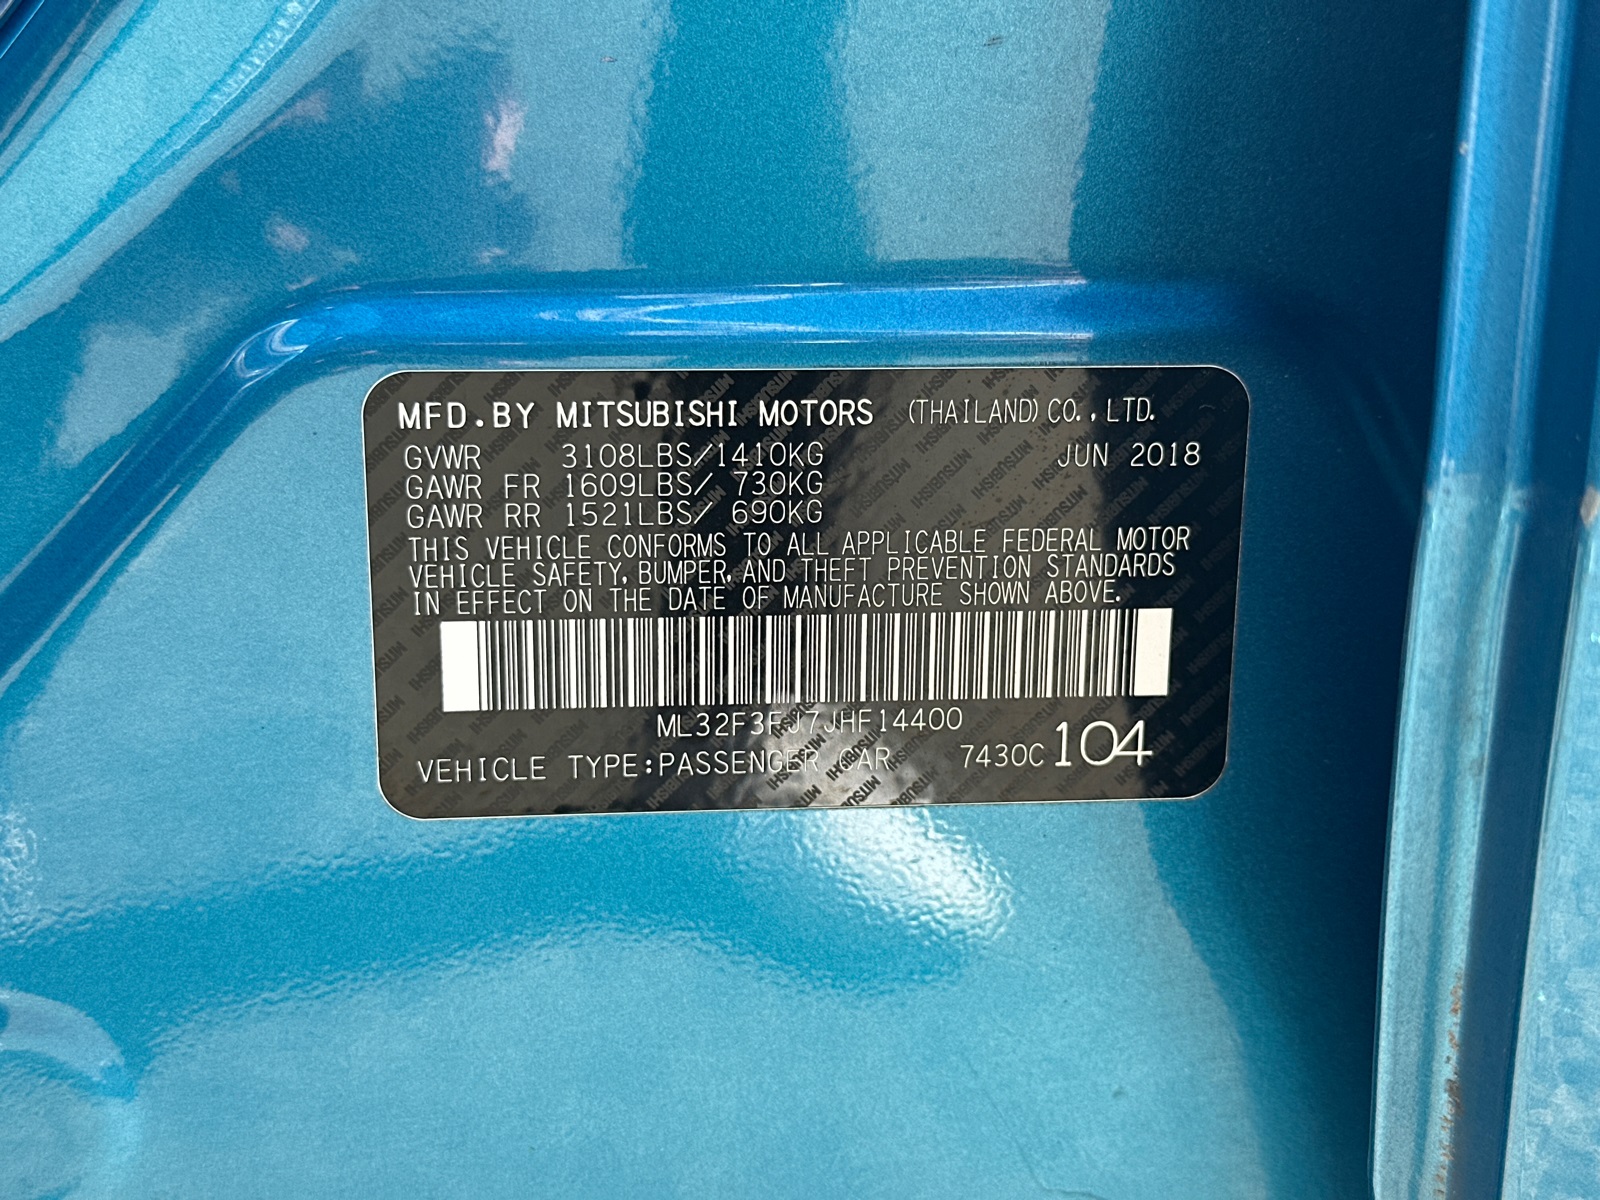 MFD.BY MITSUBISHI MOTORS (THAILAND) CO., LTD.
GVWR 3108LBS/1410KG JUN 2018
GAWR FR 1609LBS/ 730KG
GAWR RR 1521LBS/ 690KG
THIS VEHICLE CONFORMS TO ALL APPLICABLE FEDERAL MOTOR
VEHICLE SAFETY, BUMPER, AND THEFT PREVENTION STANDARDS
IN EFFECT ON THE DATE OF MANUFACTURE SHOWN ABOVE.
ML32F3FJ7JHF14400
VEHICLE TYPE:PASSENGER CAR 7430C 104